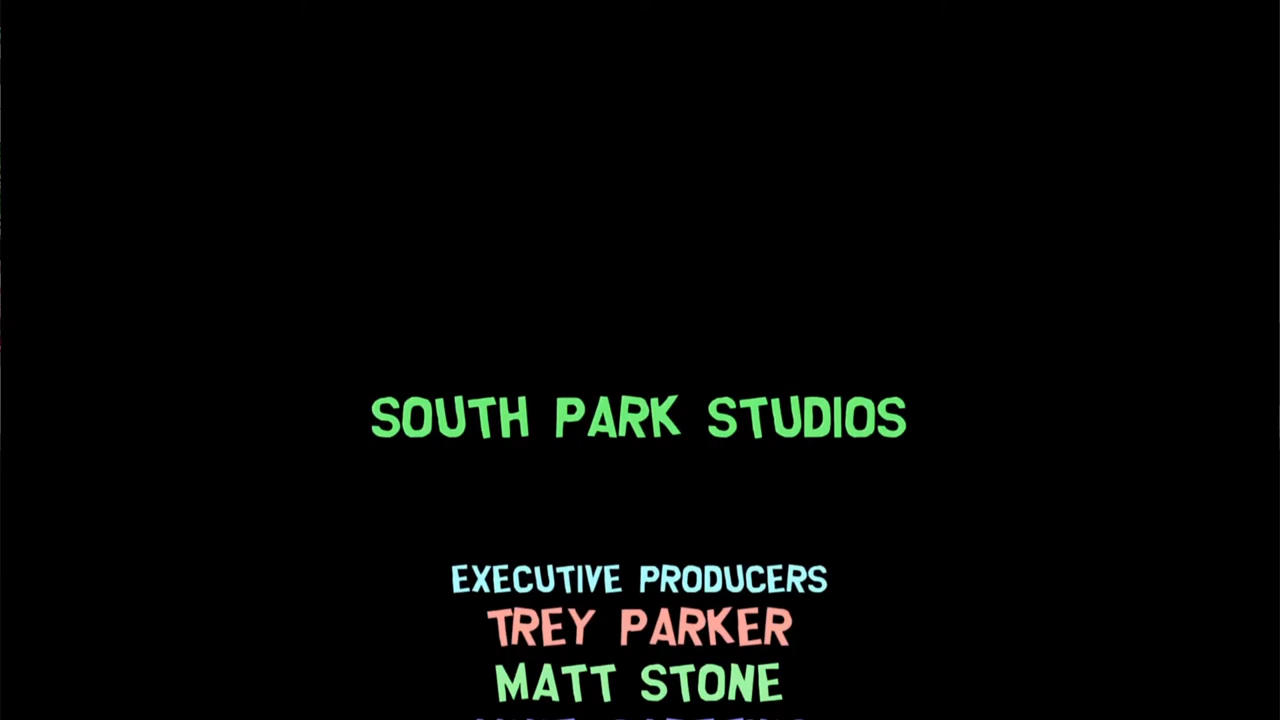 SOUTH PARK STUDIOS
EXECUTIVE PRODUCERS
TREY PARKER
MATT STONE